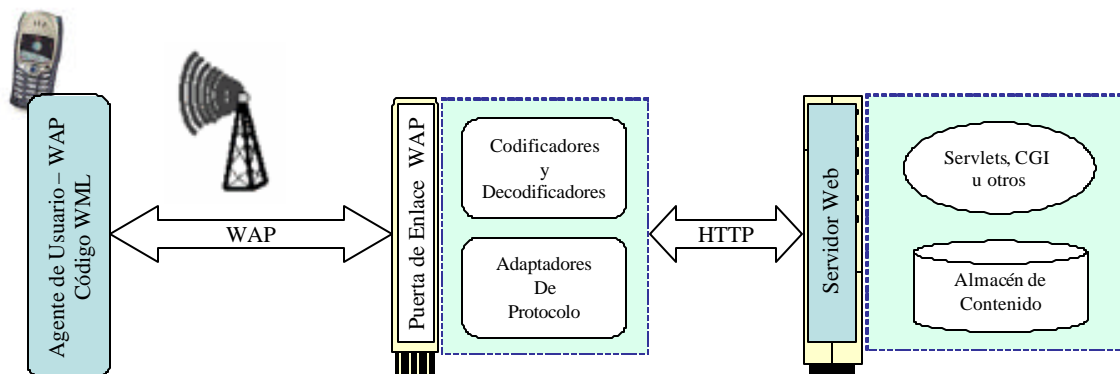 Agente de Usuario – WAP
Código WML
WAP
Puerta de Enlace WAP
Codificadores
y
Decodificadores
Adaptadores
De
Protocolo
HTTP
Servidor Web
Servlets, CGI
u otros
Almacén de
Contenido